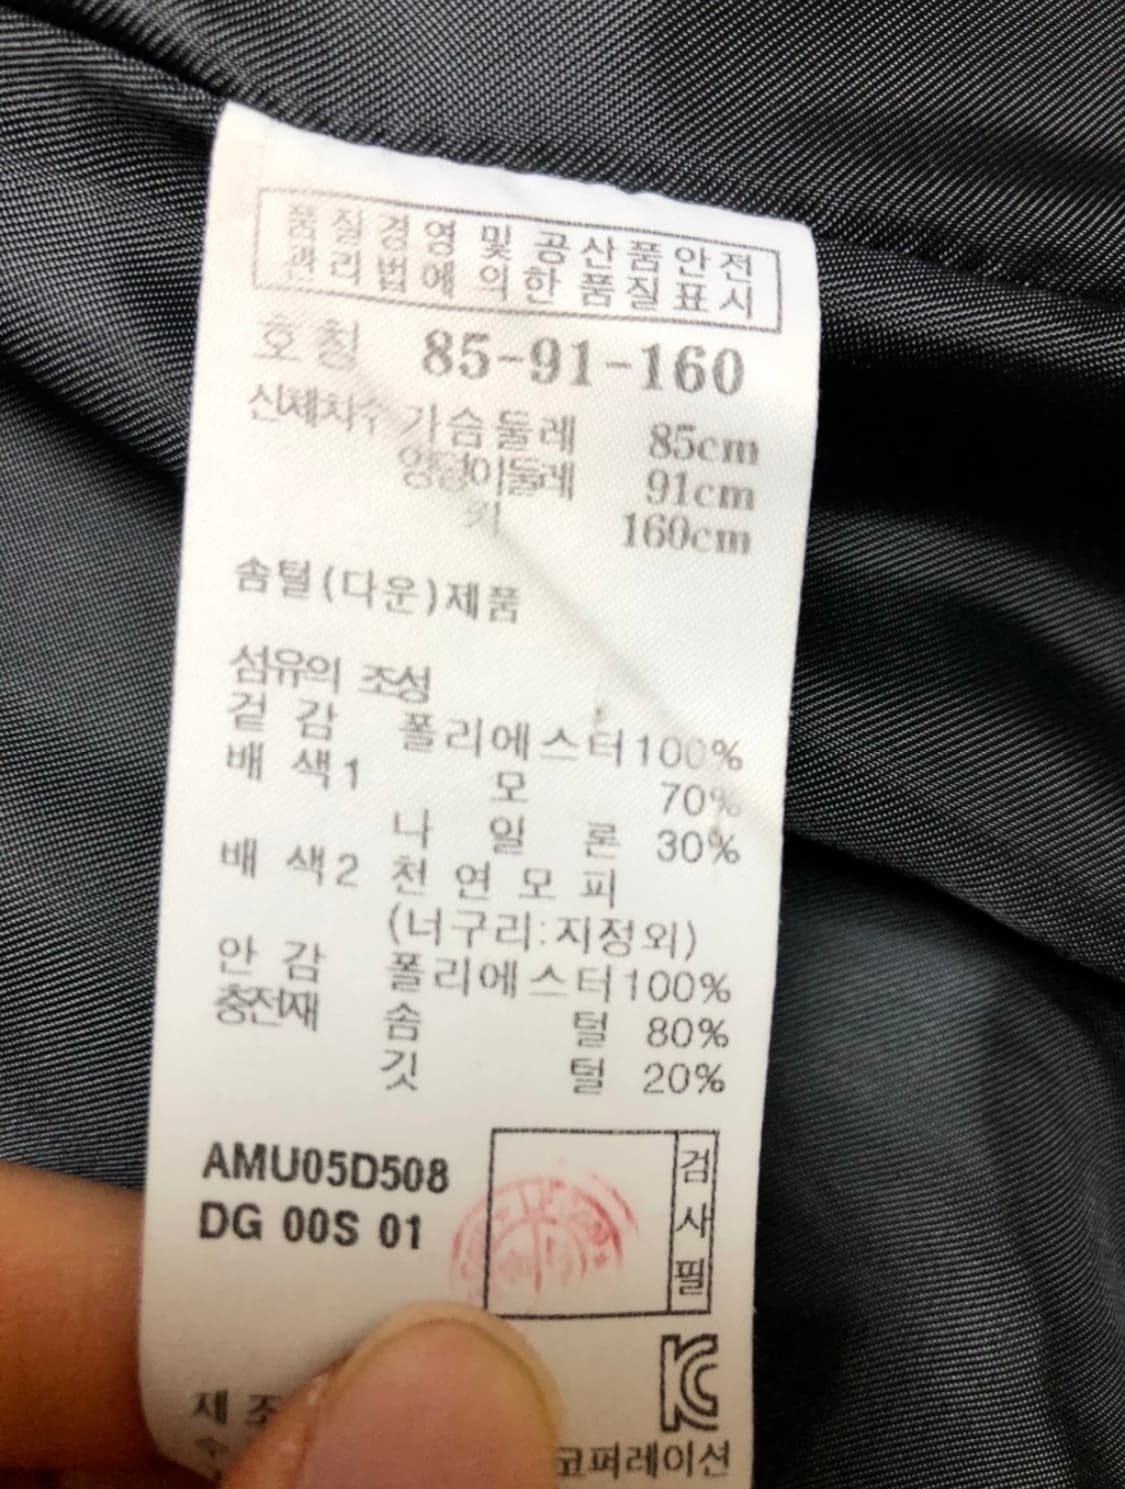 품질경영 및 공산품안전
관리법에 의한 품질표시
호칭 85-91-160
신체치수 가슴둘레 85cm
엉덩이둘레 91cm
키 160cm
솜털(다운)제품
섬유의 조성
겉감 폴리에스터100%
배색1 모 70%
나일론 30%
배색2 천연모피
(너구리:지정외)
안감 폴리에스터100%
충전재 솜털 80%
깃털 20%
AMU05D508
DG 00S 01
검사필
제조
코퍼레이션